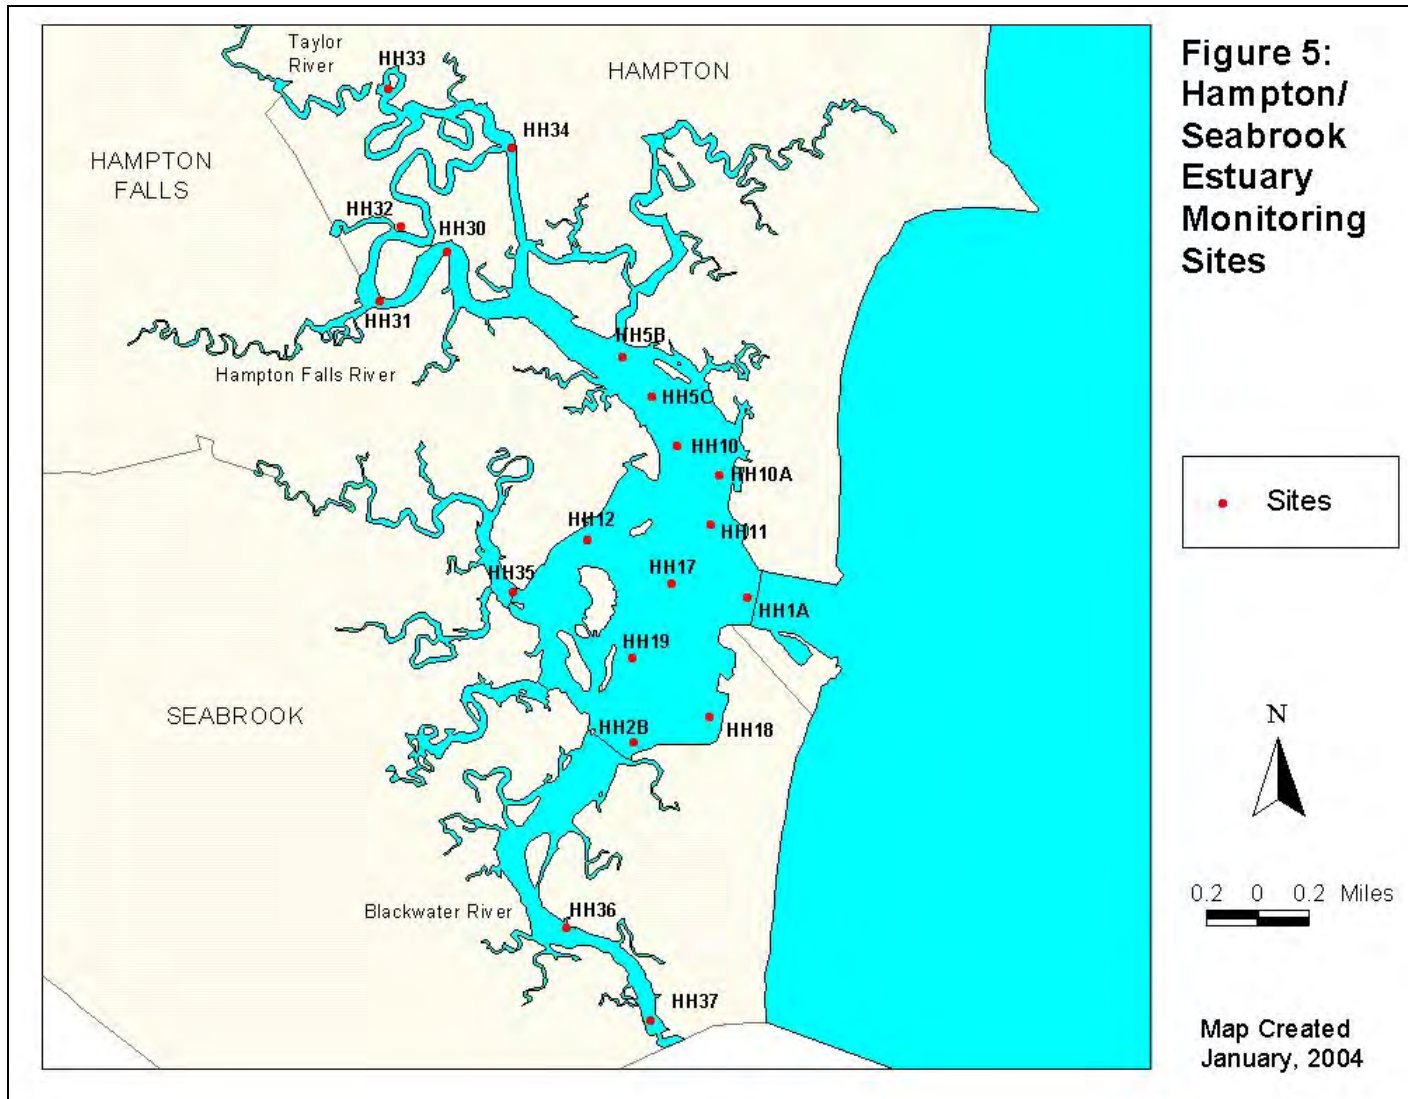 Figure 5:
Hampton/
Seabrook
Estuary
Monitoring
Sites
Taylor
River
HH33
HAMPTON
HH34
HAMPTON
FALLS
HH32
HH30
HH31
Hampton Falls River
HH5B
HH5C
HH10
HH10A
HH12
HH11
HH35
HH17
HH1A
HH19
SEABROOK
HH2B
HH18
Blackwater River
HH36
HH37
Sites
N
0.2 0 0.2 Miles
Map Created
January, 2004